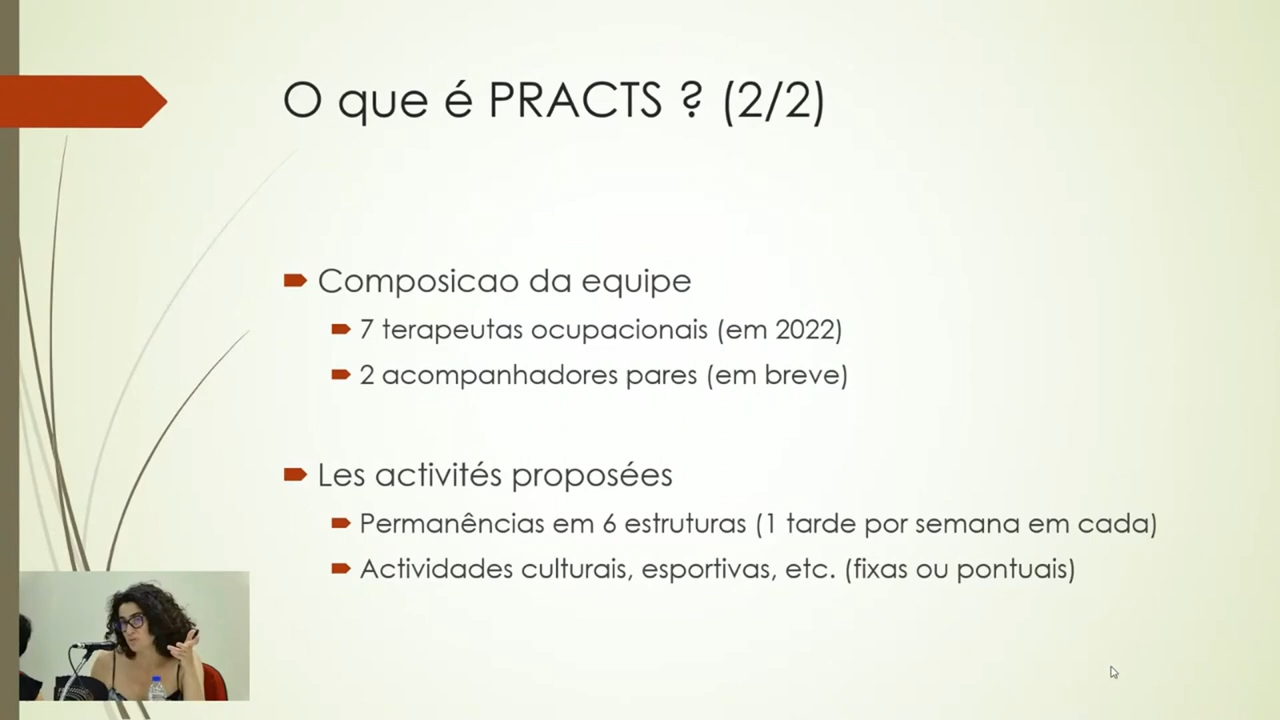 O que é PRACTS ? (2/2)
Composicao da equipe
7 terapeutas ocupacionais (em 2022)
2 acompanhadores pares (em breve)
Les activités proposées
Permanências em 6 estruturas (1 tarde por semana em cada)
Actividades culturais, esportivas, etc. (fixas ou pontuais)